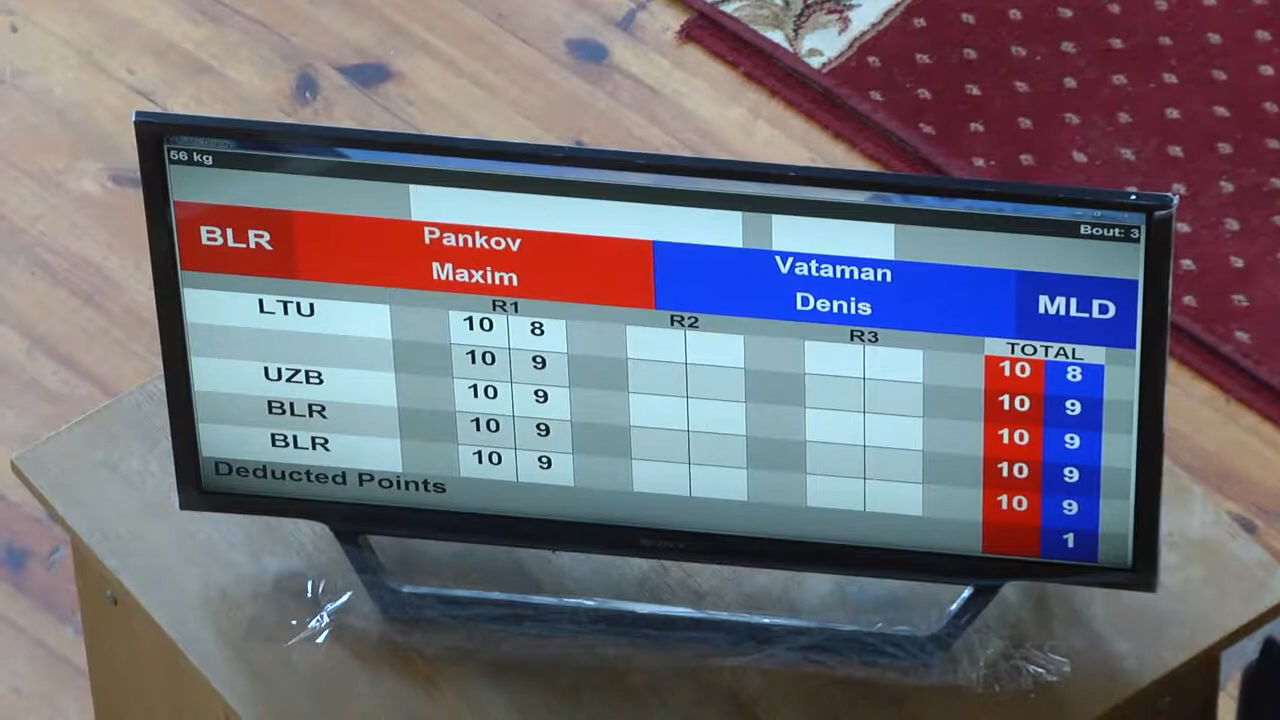 56 kg
Bout: 3
BLR Pankov Maxim Vataman Denis MLD
R1 R2 R3 TOTAL
LTU 10 8 10 8
10 9 10 9
UZB 10 9 10 9
BLR 10 9 10 9
BLR 10 9 10 9
Deducted Points 1
SONY